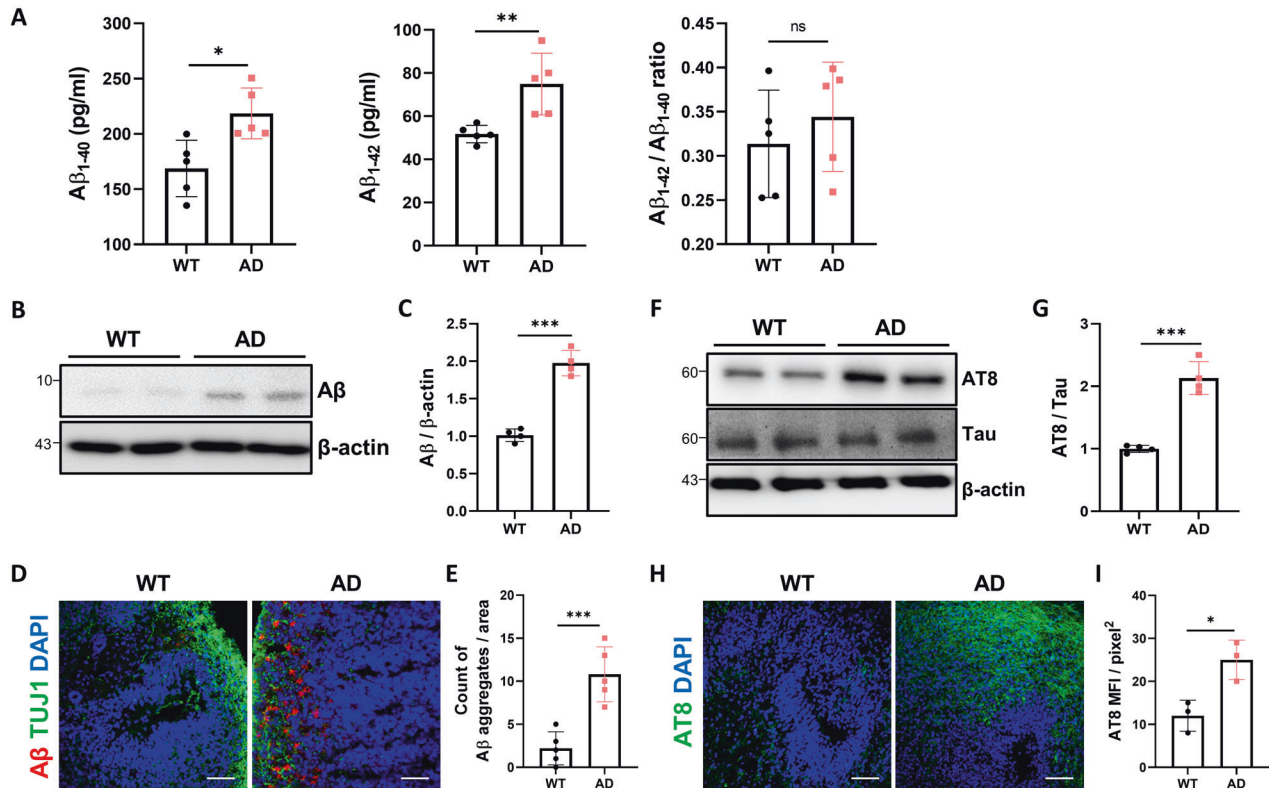 A
Aβ1-40 (pg/ml)
300
250
200
150
100
*
WT
AD
Aβ1-42 (pg/ml)
100
80
60
40
20
0
**
WT
AD
Aβ1-42 / Aβ1-40 ratio
0.45
0.40
0.35
0.30
0.25
0.20
ns
WT
AD
B
WT
AD
10
Aβ
43
β-actin
C
Aβ / β-actin
2.5
2.0
1.5
1.0
0.5
0.0
***
WT
AD
F
WT
AD
60
AT8
60
Tau
43
β-actin
G
AT8 / Tau
3
2
1
0
***
WT
AD
D
WT
AD
Aβ TUJ1 DAPI
E
Count of
Aβ aggregates / area
20
15
10
5
0
***
WT
AD
H
WT
AD
AT8 DAPI
I
AT8 MFI / pixel²
40
30
20
10
0
*
WT
AD